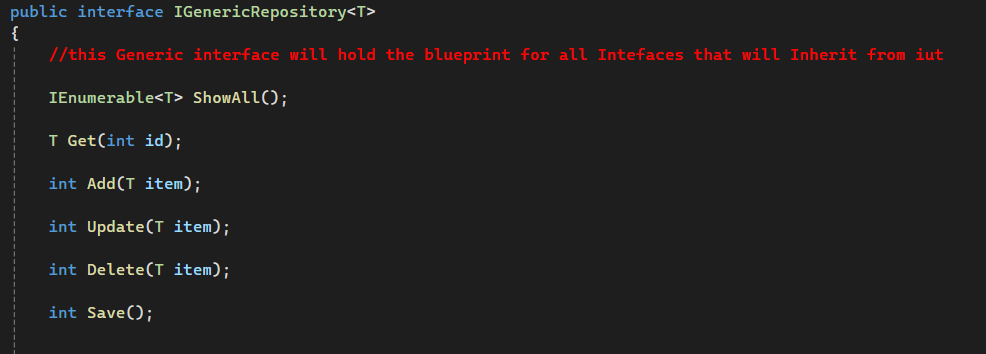 public interface IGenericRepository<T>
{
//this Generic interface will hold the blueprint for all Intefaces that will Inherit from iut
IEnumerable<T> ShowAll();
T Get(int id);
int Add(T item);
int Update(T item);
int Delete(T item);
int Save();